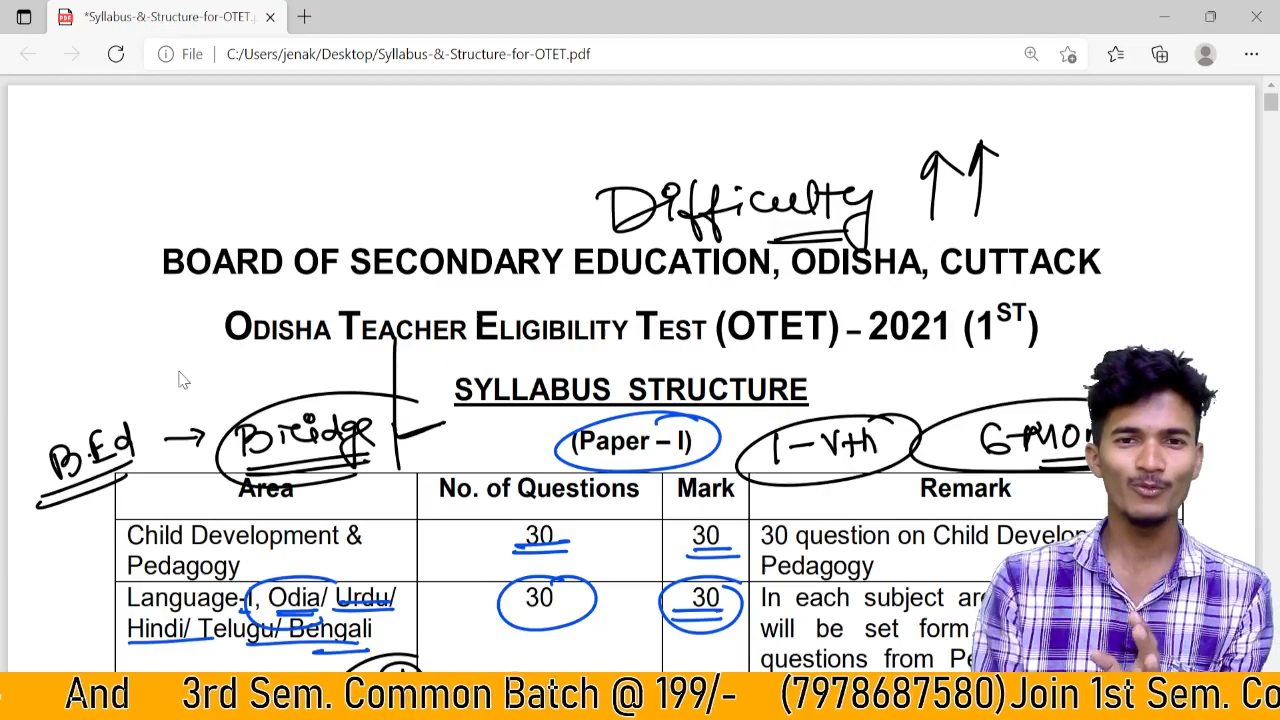 *Syllabus-&-Structure-for-OTET.p
File
C:/Users/jenak/Desktop/Syllabus-&-Structure-for-OTET.pdf
Difficulty ↑↑
BOARD OF SECONDARY EDUCATION, ODISHA, CUTTACK
ODISHA TEACHER ELIGIBILITY TEST (OTET) – 2021 (1ST)
SYLLABUS STRUCTURE
B.Ed → Bridge
(Paper – I)
1 – Vth
6-Mon
Area No. of Questions Mark Remark
Child Development & 30 30 30 question on Child Develop
Pedagogy Pedagogy
Language-I, Odia/ Urdu/ 30 30 In each subject are
Hindi/ Telugu/ Bengali will be set form
questions from Pe
And 3rd Sem. Common Batch @ 199/- (7978687580) Join 1st Sem. Co